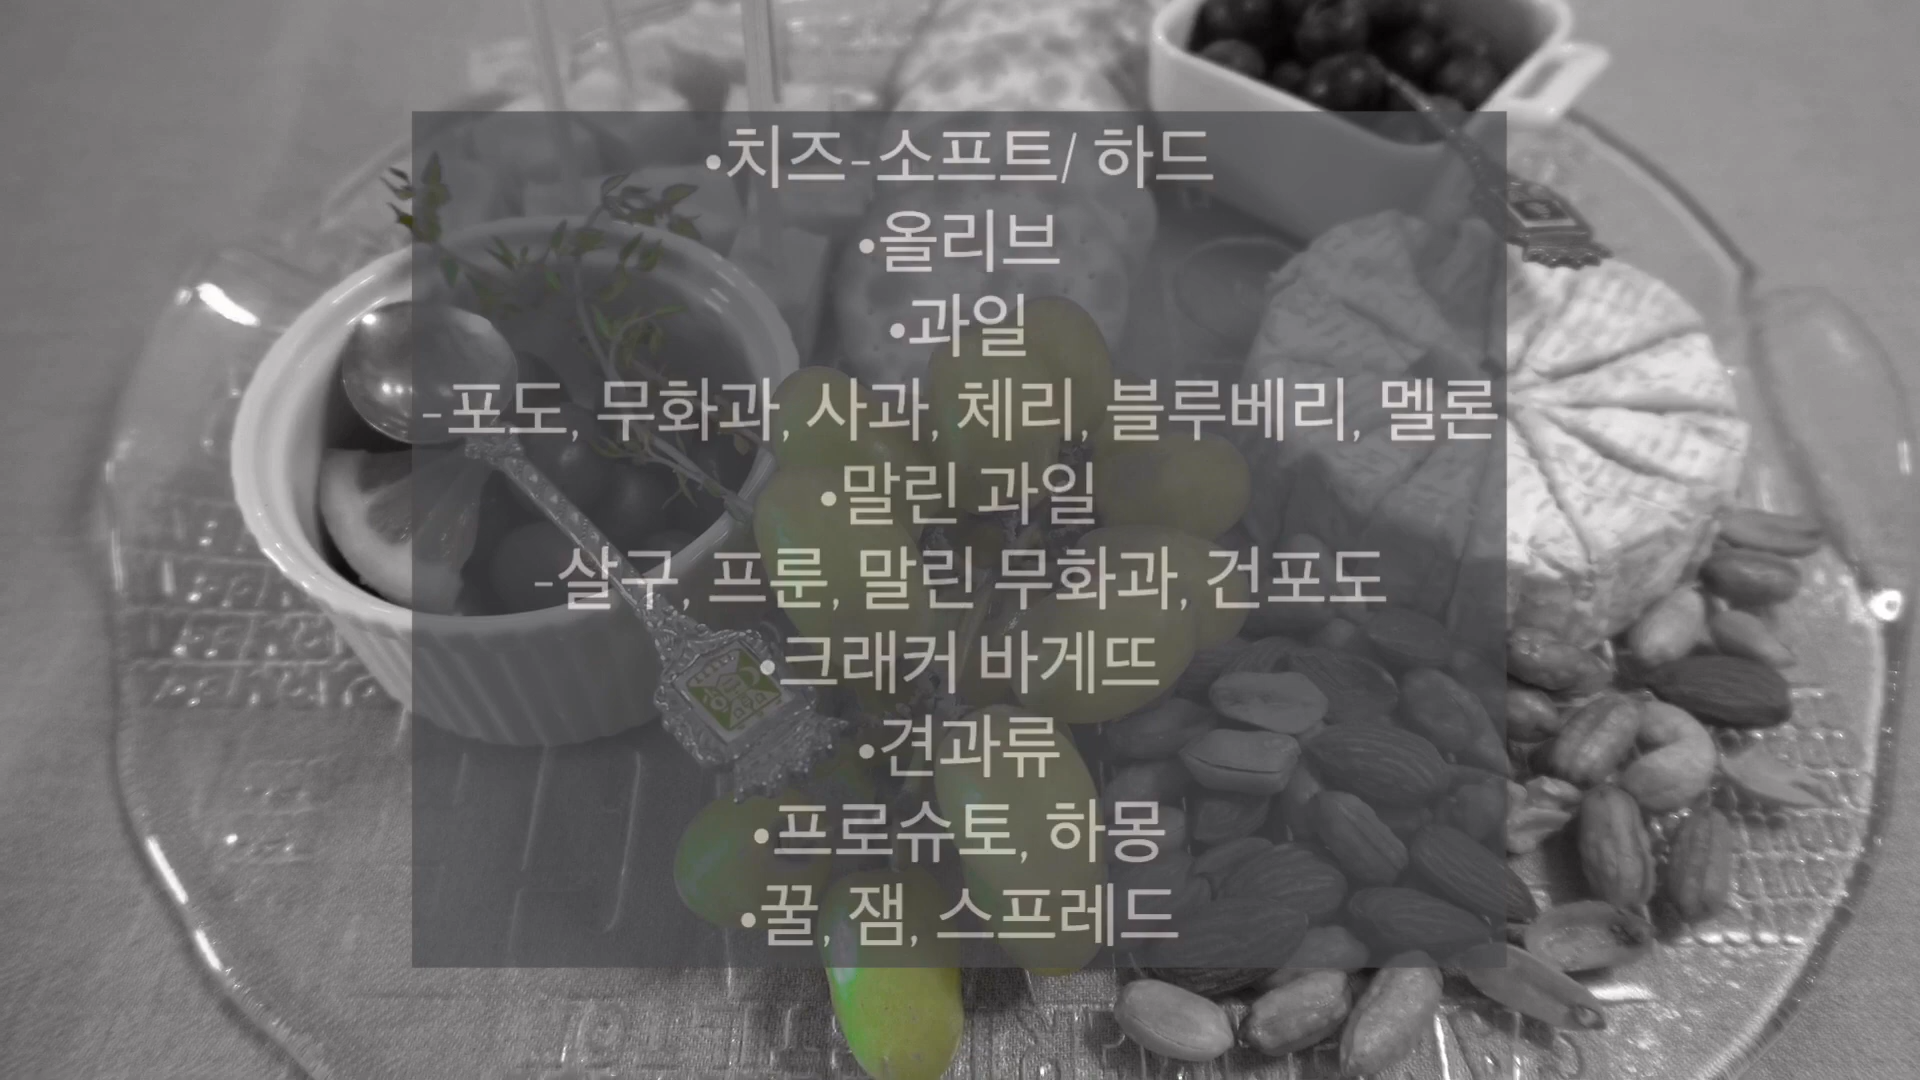 •치즈-소프트/ 하드
•올리브
•과일
-포도, 무화과, 사과, 체리, 블루베리, 멜론
•말린 과일
-살구, 프룬, 말린 무화과, 건포도
•크래커 바게뜨
•견과류
•프로슈토, 하몽
•꿀, 잼, 스프레드